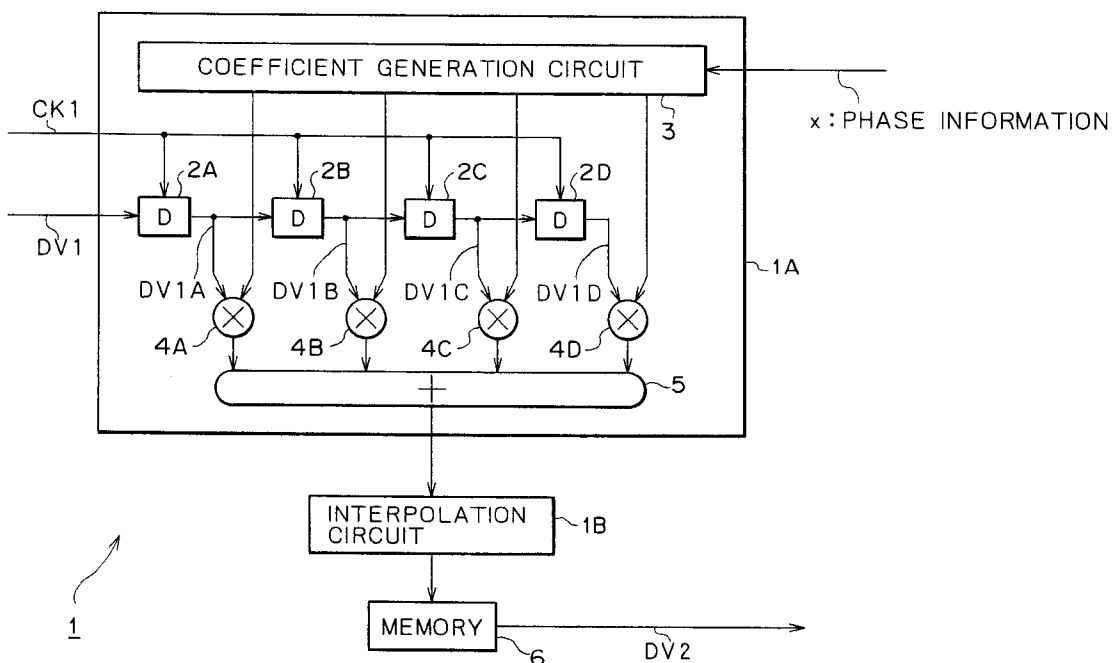 COEFFICIENT GENERATION CIRCUIT
3
x : PHASE INFORMATION
CK1
2A
2B
2C
2D
D
D
D
D
DV1
1A
DV1A
DV1B
DV1C
DV1D
4A
4B
4C
4D
5
INTERPOLATION
CIRCUIT
1B
1
MEMORY
6
DV2